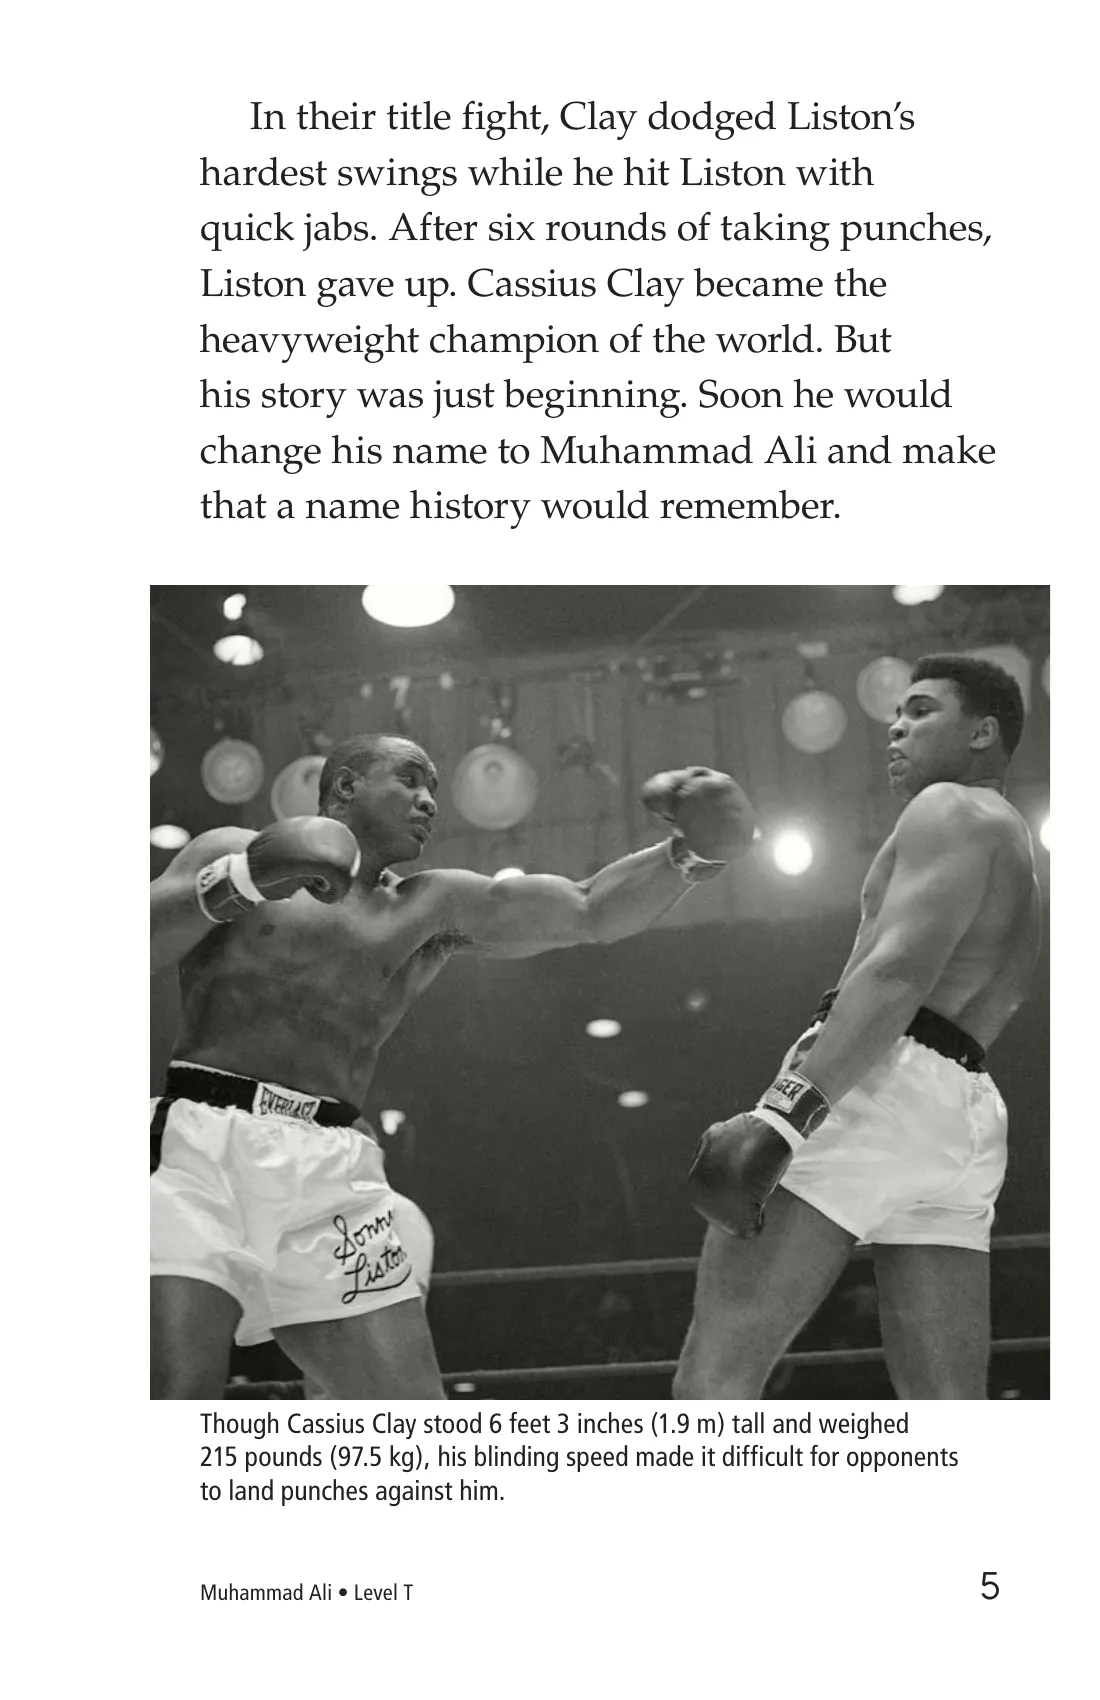 In their title fight, Clay dodged Liston’s
hardest swings while he hit Liston with
quick jabs. After six rounds of taking punches,
Liston gave up. Cassius Clay became the
heavyweight champion of the world. But
his story was just beginning. Soon he would
change his name to Muhammad Ali and make
that a name history would remember.
EVERLAST
Sonny
Liston
Though Cassius Clay stood 6 feet 3 inches (1.9 m) tall and weighed
215 pounds (97.5 kg), his blinding speed made it difficult for opponents
to land punches against him.
Muhammad Ali • Level T
5